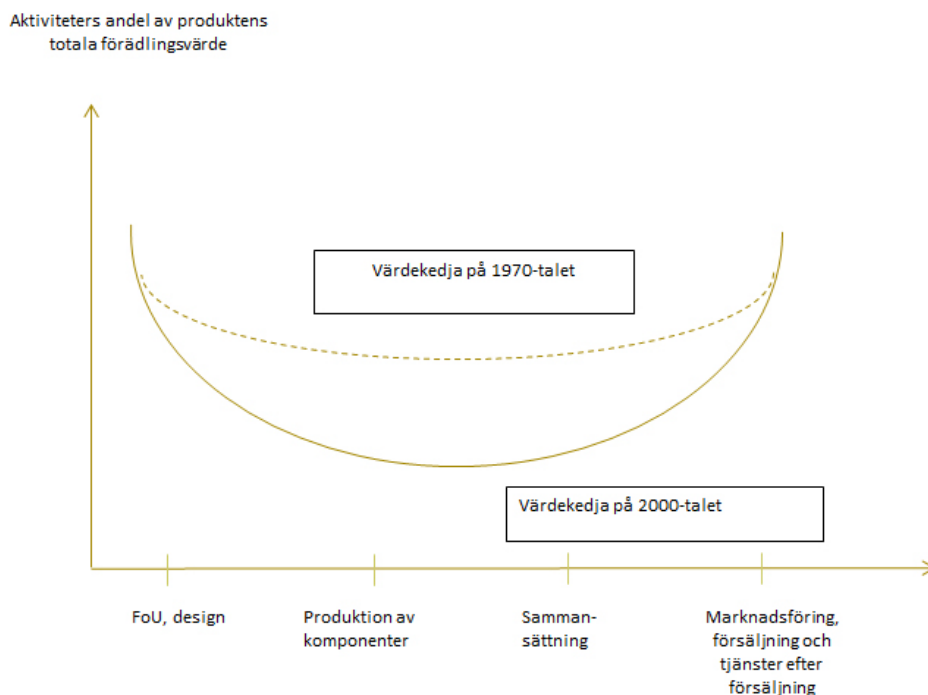 Aktiviteters andel av produktens
totala förädlingsvärde
Värdekedja på 1970-talet
Värdekedja på 2000-talet
FoU, design
Produktion av
komponenter
Samman-
sättning
Marknadsföring,
försäljning och
tjänster efter
försäljning